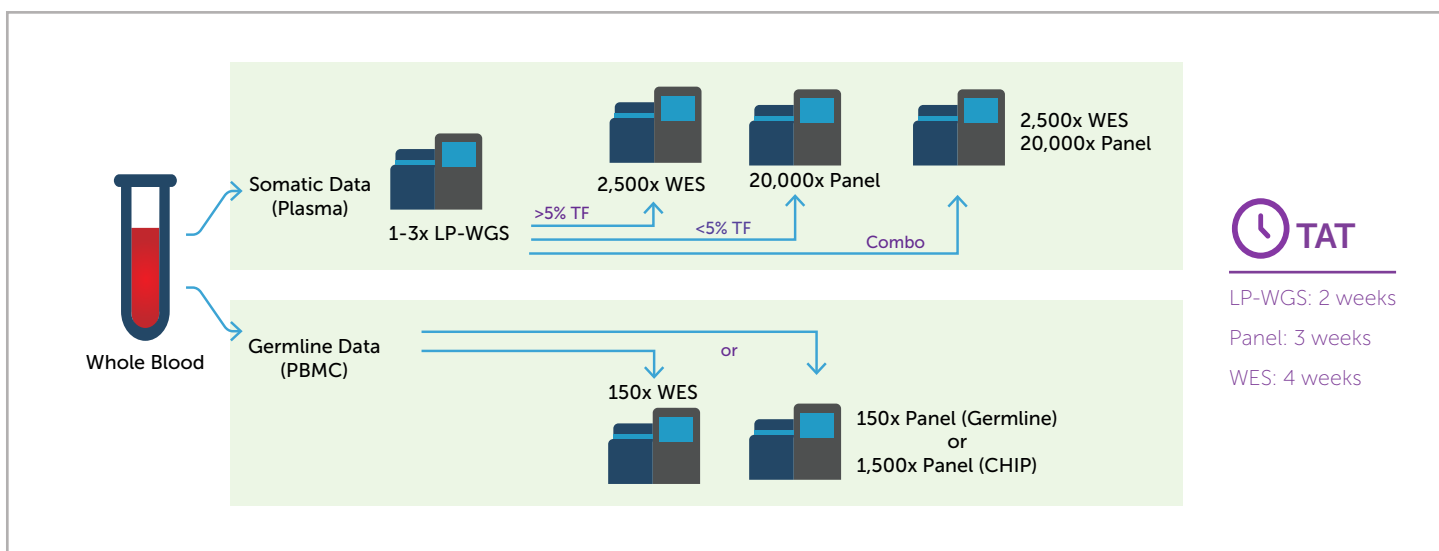 Whole Blood
Somatic Data
(Plasma)
1-3x LP-WGS
>5% TF
<5% TF
Combo
2,500x WES
20,000x Panel
2,500x WES
20,000x Panel
Germline Data
(PBMC)
or
150x WES
150x Panel (Germline)
or
1,500x Panel (CHIP)
TAT
LP-WGS: 2 weeks
Panel: 3 weeks
WES: 4 weeks